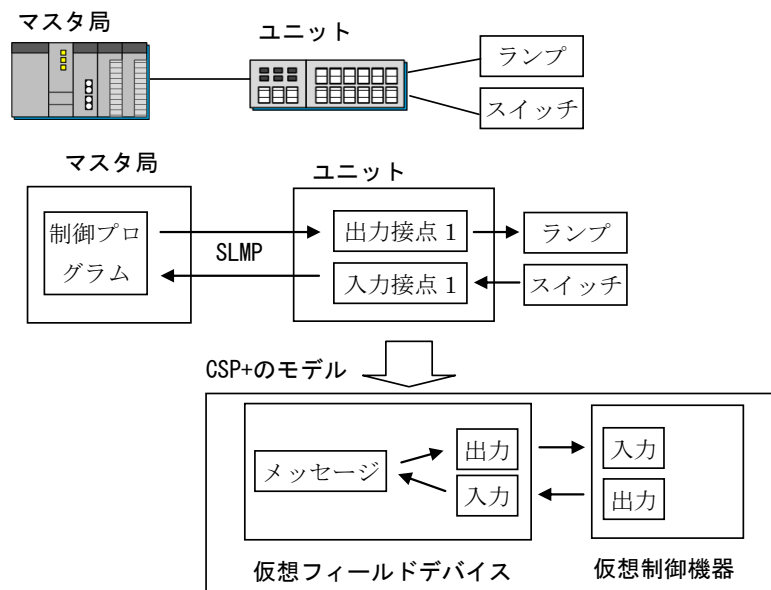 マスタ局
ユニット
ランプ
スイッチ
マスタ局
ユニット
制御プロ
グラム
SLMP
出力接点１
入力接点１
ランプ
スイッチ
CSP+のモデル
メッセージ
出力
入力
入力
出力
仮想フィールドデバイス
仮想制御機器